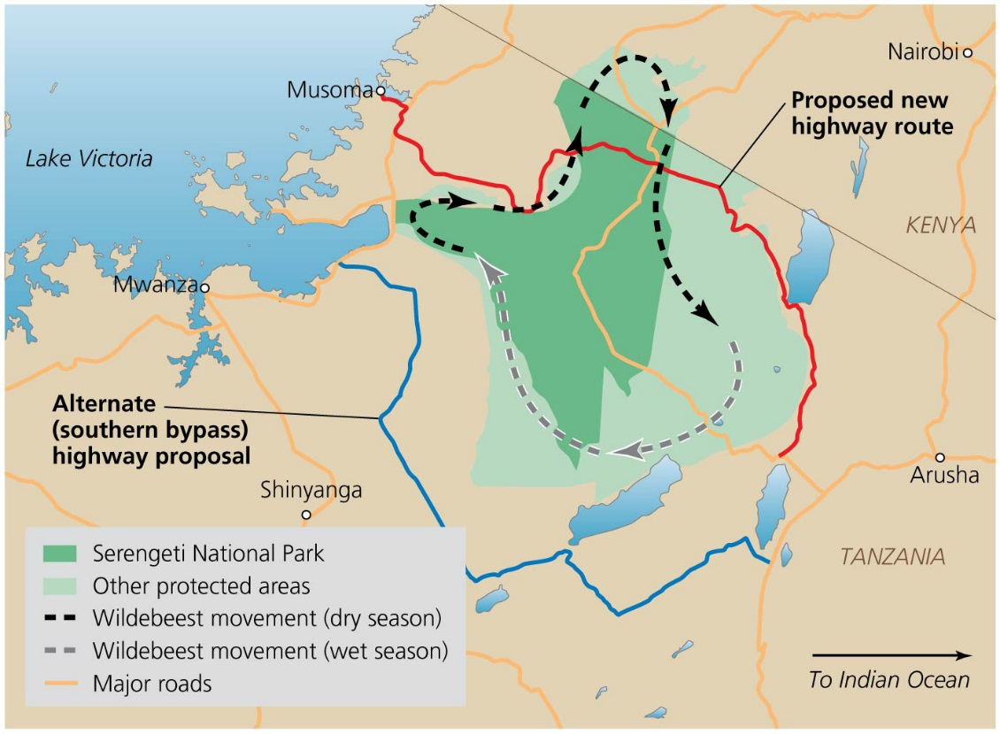 Nairobi
Musoma
Proposed new
highway route
Lake Victoria
KENYA
Mwanza
Alternate
(southern bypass)
highway proposal
Arusha
Shinyanga
TANZANIA
Serengeti National Park
Other protected areas
Wildebeest movement (dry season)
Wildebeest movement (wet season)
Major roads
To Indian Ocean